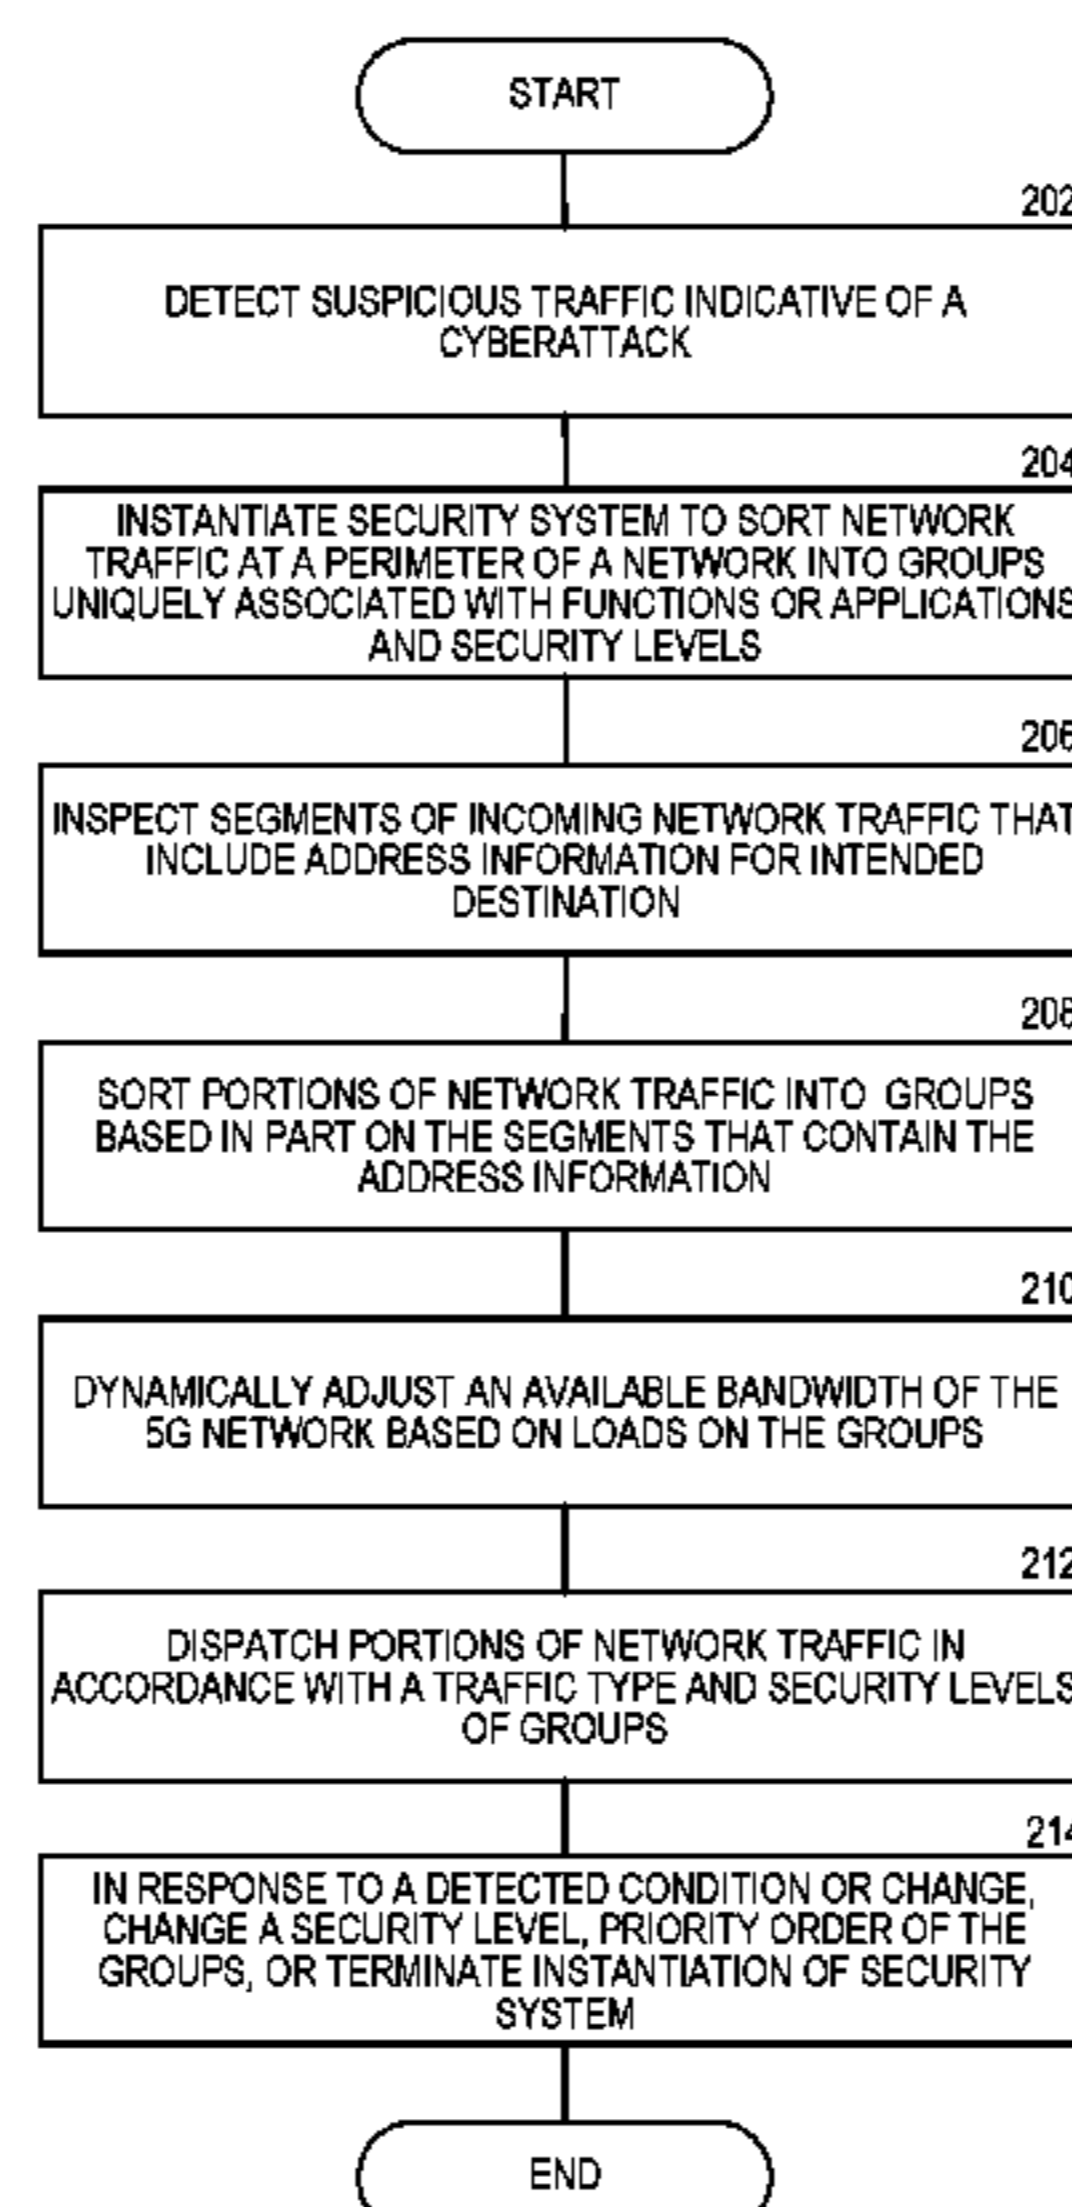 START
202
DETECT SUSPICIOUS TRAFFIC INDICATIVE OF A
CYBERATTACK
204
INSTANTIATE SECURITY SYSTEM TO SORT NETWORK
TRAFFIC AT A PERIMETER OF A NETWORK INTO GROUPS
UNIQUELY ASSOCIATED WITH FUNCTIONS OR APPLICATIONS
AND SECURITY LEVELS
206
INSPECT SEGMENTS OF INCOMING NETWORK TRAFFIC THAT
INCLUDE ADDRESS INFORMATION FOR INTENDED
DESTINATION
208
SORT PORTIONS OF NETWORK TRAFFIC INTO GROUPS
BASED IN PART ON THE SEGMENTS THAT CONTAIN THE
ADDRESS INFORMATION
210
DYNAMICALLY ADJUST AN AVAILABLE BANDWIDTH OF THE
5G NETWORK BASED ON LOADS ON THE GROUPS
212
DISPATCH PORTIONS OF NETWORK TRAFFIC IN
ACCORDANCE WITH A TRAFFIC TYPE AND SECURITY LEVELS
OF GROUPS
214
IN RESPONSE TO A DETECTED CONDITION OR CHANGE,
CHANGE A SECURITY LEVEL, PRIORITY ORDER OF THE
GROUPS, OR TERMINATE INSTANTIATION OF SECURITY
SYSTEM
END